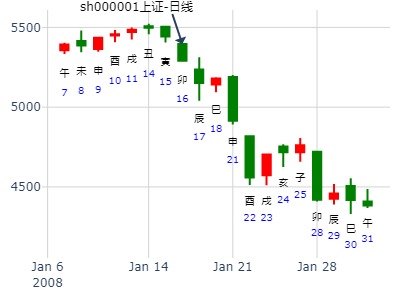 sh000001上证-日线
5500
5000
4500
午
7
未
8
申
9
酉
10
戌
11
丑
14
寅
15
卯
16
辰
17
巳
18
申
21
酉
22
戌
23
亥
24
子
25
卯
28
辰
29
巳
30
午
31
Jan 6
2008
Jan 14
Jan 21
Jan 28